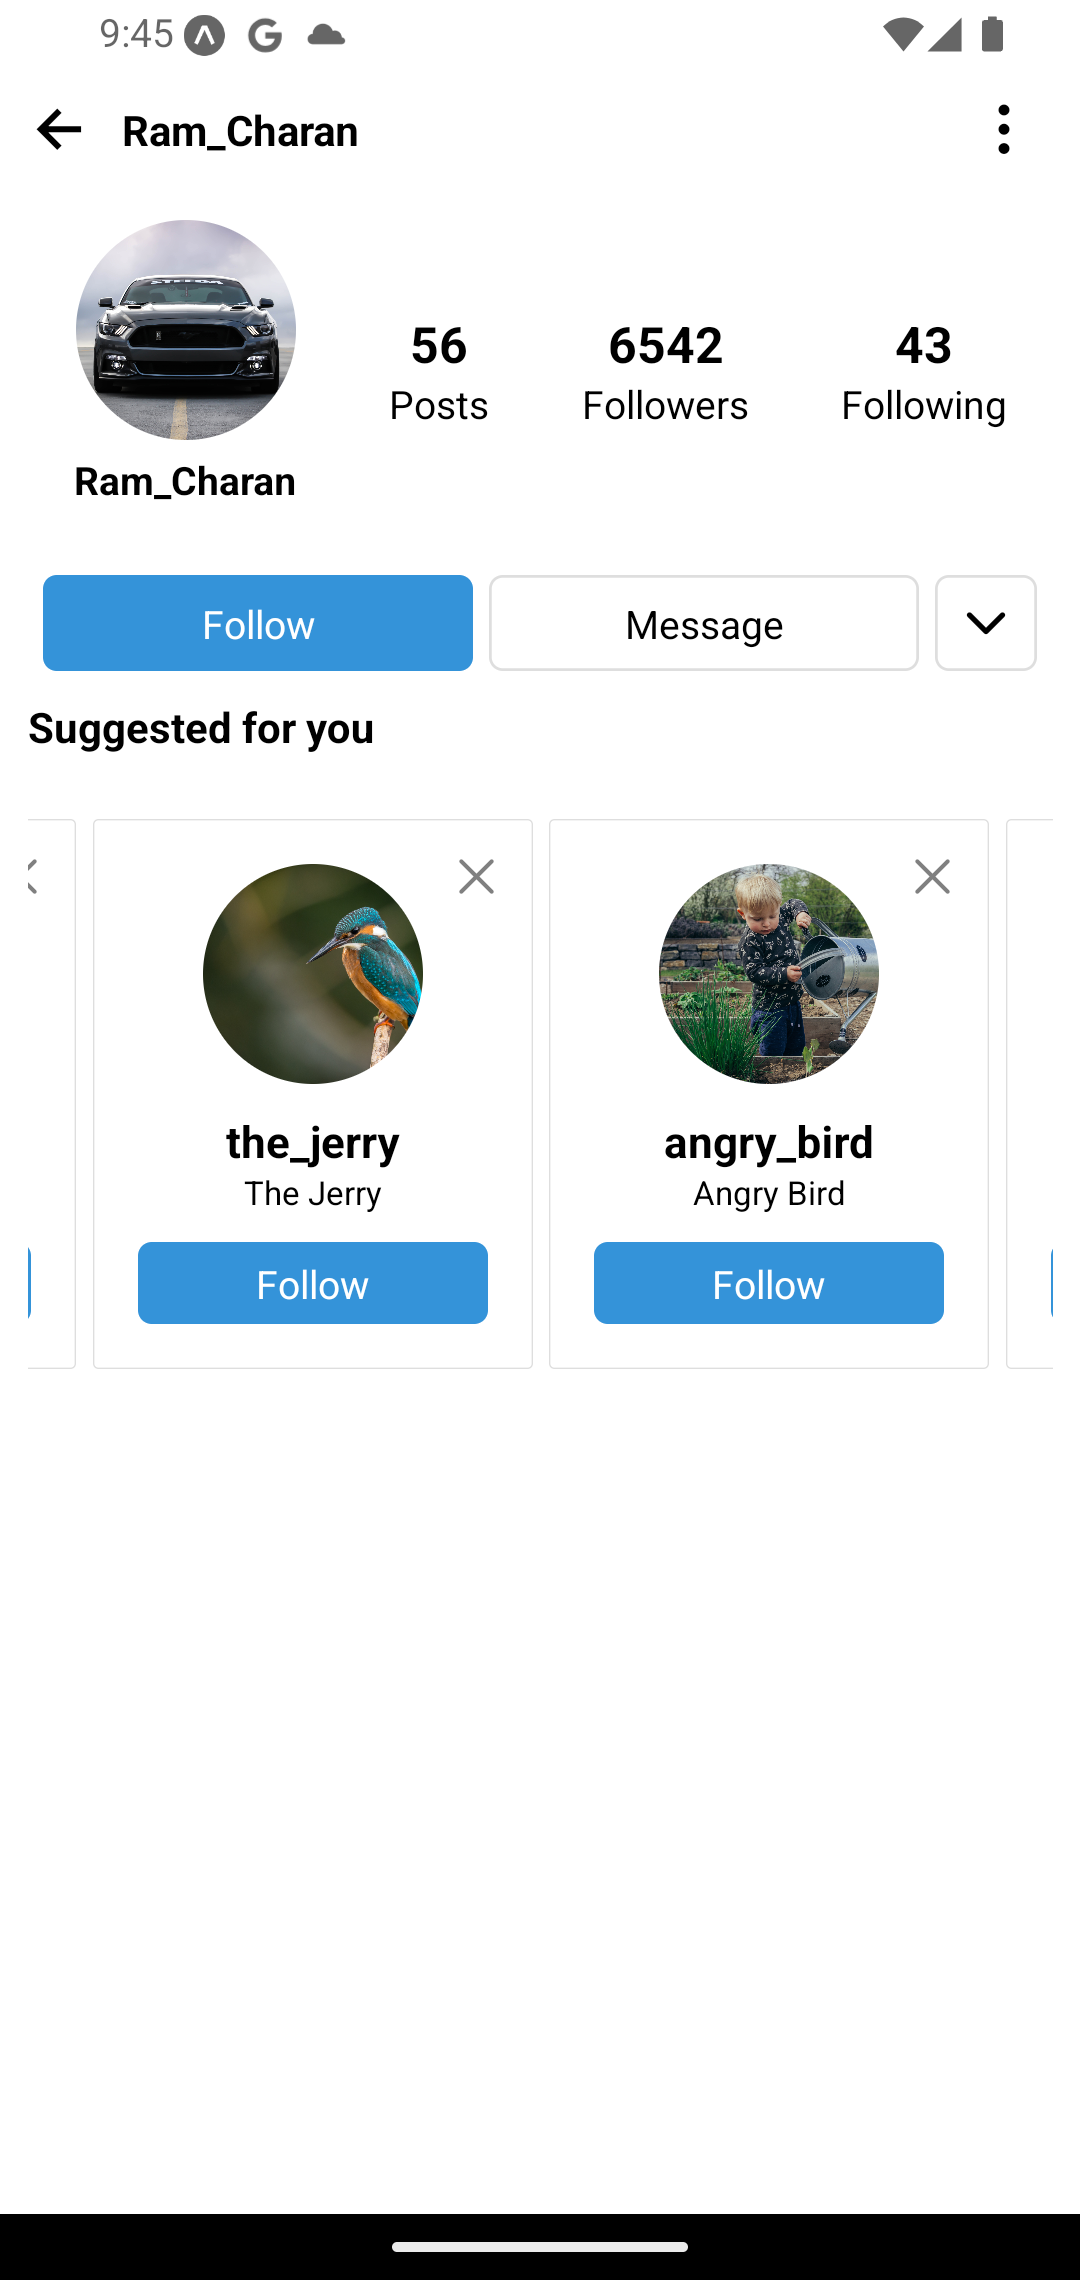 9:45
Ram_Charan
56 6542 43
Posts Followers Following
Ram_Charan
Follow Message
Suggested for you
the_jerry angry_bird
The Jerry Angry Bird
Follow Follow